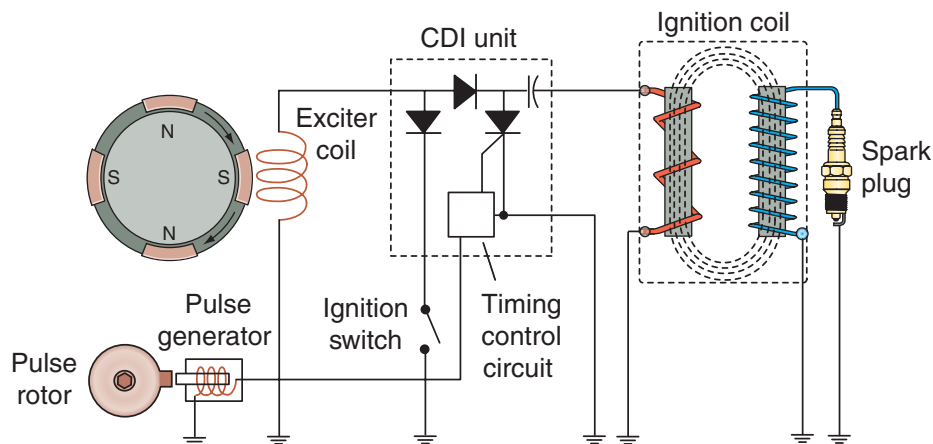 Ignition coil
CDI unit
N
S
S
N
Exciter
coil
Spark
plug
Pulse
generator
Ignition
switch
Timing
control
circuit
Pulse
rotor